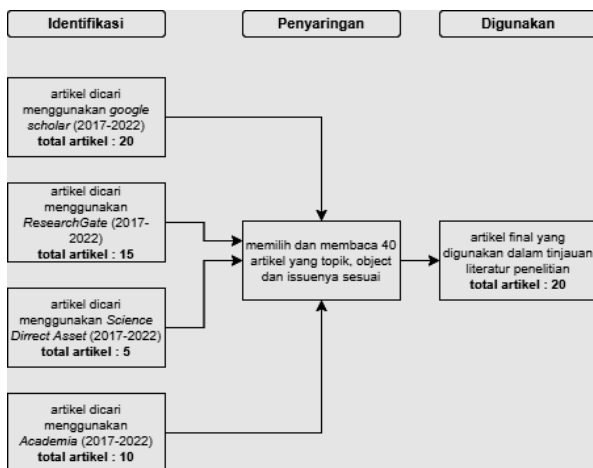 Identifikasi
Penyaringan
Digunakan
artikel dicari
menggunakan google
scholar (2017-2022)
total artikel : 20
artikel dicari
menggunakan
ResearchGate (2017-
2022)
total artikel : 15
artikel dicari
menggunakan Science
Dirrect Asset (2017-2022)
total artikel : 5
artikel dicari
menggunakan
Academia (2017-2022)
total artikel : 10
memilih dan membaca 40
artikel yang topik, object
dan issuenya sesuai
artikel final yang
digunakan dalam tinjauan
literatur penelitian
total artikel : 20